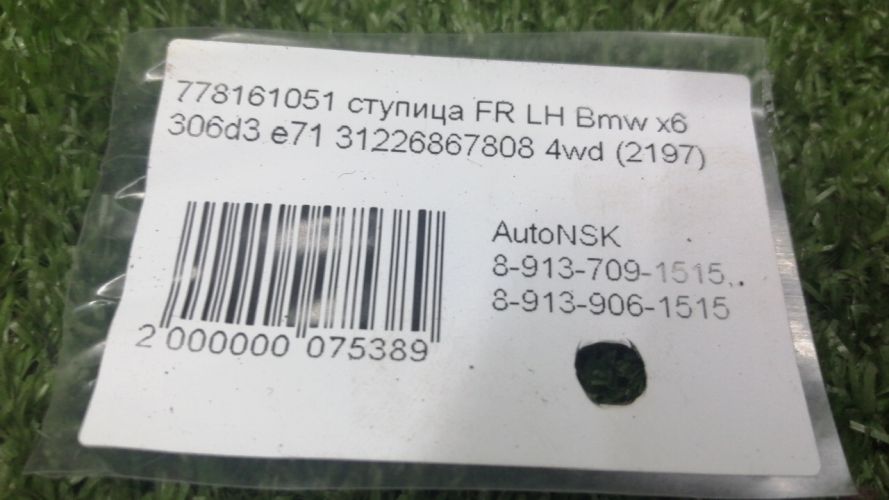 778161051 ступица FR LH Bmw x6
306d3 e71 31226867808 4wd (2197)
AutoNSK
8-913-709-1515,.
8-913-906-1515
2 000000 075389